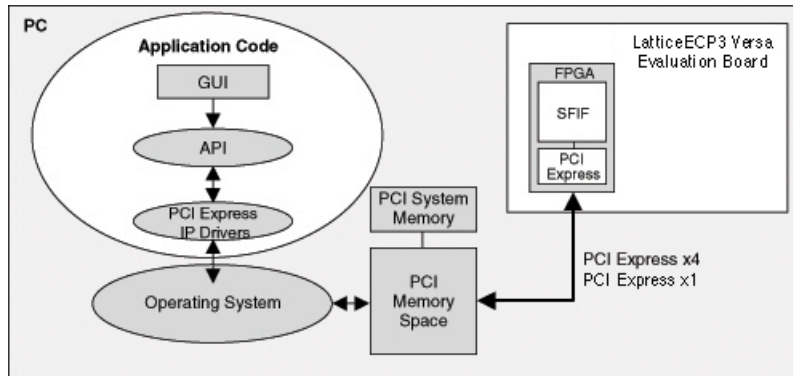 PC
Application Code
GUI
API
PCI Express
IP Drivers
Operating System
PCI System
Memory
PCI
Memory
Space
LatticeECP3 Versa
Evaluation Board
FPGA
SFIF
PCI
Express
PCI Express x4
PCI Express x1